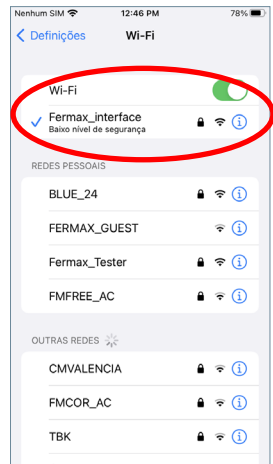 Nenhum SIM 12:46 PM 78%
Definições Wi-Fi
Wi-Fi
Fermax_interface
Baixo nível de segurança
REDES PESSOAIS
BLUE_24
FERMAX_GUEST
Fermax_Tester
FMFREE_AC
OUTRAS REDES
CMVALENCIA
FMCOR_AC
TBK